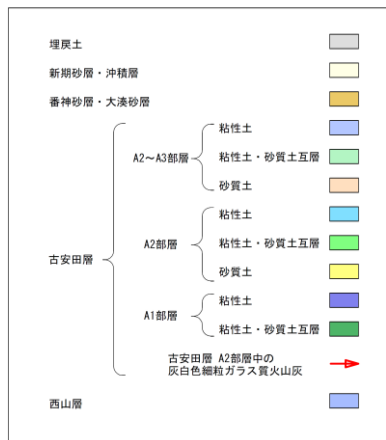 埋戻土
新期砂層・沖積層
番神砂層・大湊砂層
古安田層
A2～A3部層
粘性土
粘性土・砂質土互層
砂質土
A2部層
粘性土
粘性土・砂質土互層
砂質土
A1部層
粘性土
粘性土・砂質土互層
古安田層 A2部層中の
灰白色細粒ガラス質火山灰
西山層